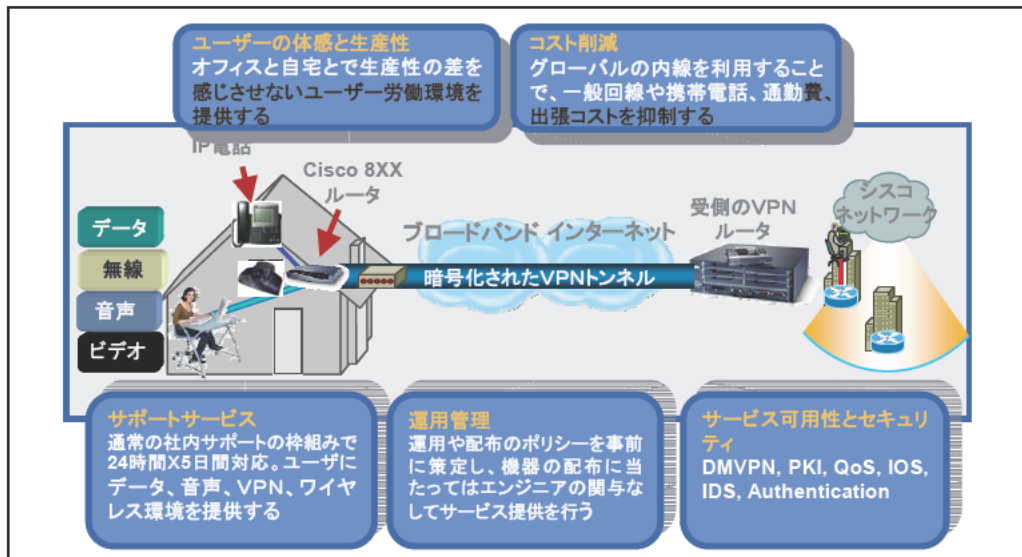 ユーザーの体感と生産性
オフィスと自宅とで生産性の差を
感じさせないユーザー労働環境を
提供する
コスト削減
グローバルの内線を利用すること
で、一般回線や携帯電話、通勤費、
出張コストを抑制する
IP電話
Cisco 8XX
ルータ
データ
無線
音声
ビデオ
ブロードバンド
インターネット
暗号化されたVPNトンネル
受側のVPN
ルータ
シスコ
ネットワーク
サポートサービス
通常の社内サポートの枠組みで
24時間X5日間対応。ユーザに
データ、音声、VPN、ワイヤ
レス環境を提供する
運用管理
運用や配布のポリシーを事前
に策定し、機器の配布に当
たってはエンジニアの関与な
してサービス提供を行う
サービス可用性とセキュリ
ティ
DMVPN, PKI, QoS, IOS,
IDS, Authentication